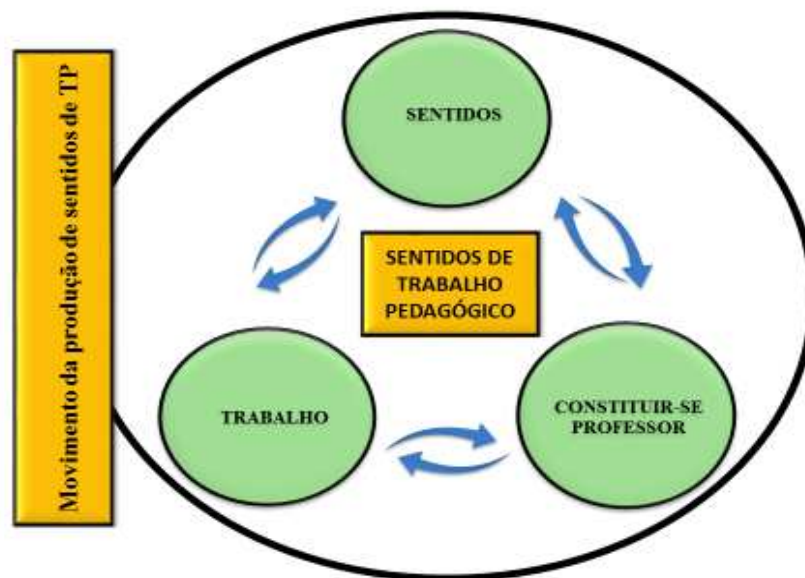 Movimento da produção de sentidos de TP
SENTIDOS
SENTIDOS DE
TRABALHO
PEDAGÓGICO
TRABALHO
CONSTITUIR-SE
PROFESSOR